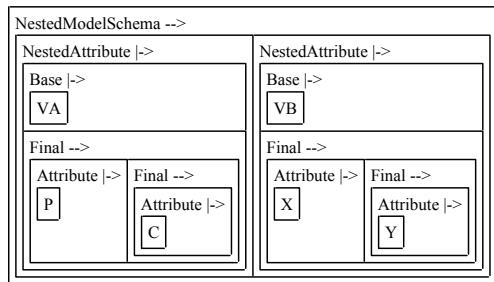 NestedModelSchema -->
NestedAttribute |-> NestedAttribute |->
Base |-> Base |->
VA VB
Final --> Final -->
Attribute |-> Final --> Attribute |-> Final -->
P Attribute |-> X Attribute |->
C Y